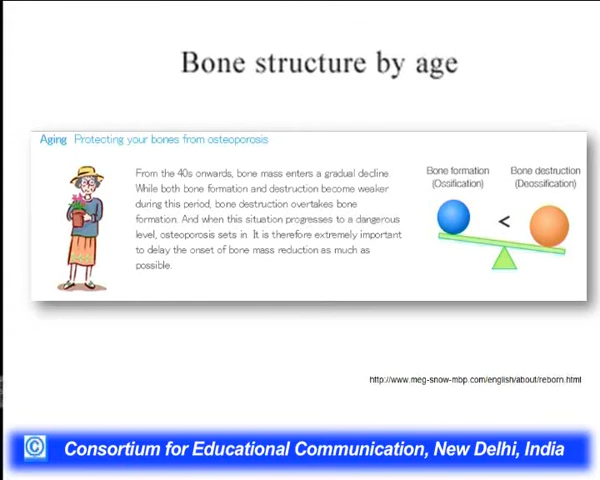 Bone structure by age
Aging Protecting your bones from osteoporosis
From the 40s onwards, bone mass enters a gradual decline.
While both bone formation and destruction become weaker
during this period, bone destruction overtakes bone
formation. And when this situation progresses to a dangerous
level, osteoporosis sets in. It is therefore extremely important
to delay the onset of bone mass reduction as much as
possible.
Bone formation
(Ossification)
Bone destruction
(Deossification)
<
http://www.meg-snow-mbp.com/english/about/reborn.html
© Consortium for Educational Communication, New Delhi, India